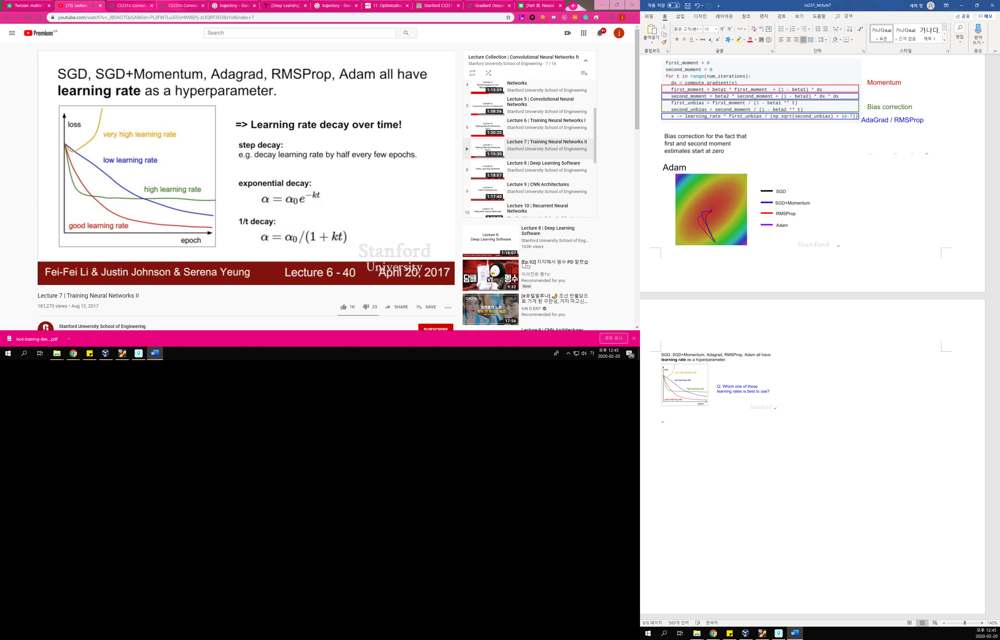 'hessian matrix'
(15) Lecture
CS231n Convolu
CS231n Convolu
trajectory - Goo
[Deep Learning]
trajectory - Goo
11. Optimization
Stanford CS231n
Gradient Descen
[Part Ⅲ. Neural
youtube.com/watch?v=_JB0AO7QxSA&list=PL3FW7Lu3i5JvHM8ljYj-zLfQRF3EO8sYv&index=7
Premium KR
Search
9+
j
SGD, SGD+Momentum, Adagrad, RMSProp, Adam all have
learning rate as a hyperparameter.
loss
very high learning rate
low learning rate
high learning rate
good learning rate
epoch
=> Learning rate decay over time!
step decay:
e.g. decay learning rate by half every few epochs.
exponential decay:
α = α₀e^{−kt}
1/t decay:
α = α₀/(1 + kt)
Stanford
University
Fei-Fei Li & Justin Johnson & Serena Yeung
Lecture 6 - 40
April 20, 2017
Lecture 7 | Training Neural Networks II
181,270 views • Aug 12, 2017
1K
23
SHARE
SAVE
Stanford University School of Engineering
SUBSCRIBE
Lecture Collection | Convolutional Neural Networks fo
Stanford University School of Engineering - 7 / 16
4
1:13:59
Networks
Stanford University School of Engineering
5
1:08:56
Lecture 5 | Convolutional Neural
Networks
Stanford University School of Engineering
6
1:20:20
Lecture 6 | Training Neural Networks I
Stanford University School of Engineering
1:15:30
Lecture 7 | Training Neural Networks II
Stanford University School of Engineering
8
1:18:07
Lecture 8 | Deep Learning Software
Stanford University School of Engineering
9
1:17:40
Lecture 9 | CNN Architectures
Stanford University School of Engineering
10
Lecture 10 | Recurrent Neural
Networks
Lecture 8:
Deep Learning Software
1:18:07
Lecture 8 | Deep Learning
Software
Stanford University School of Eng...
163K views
담배 VS 펭수
9:32
[Ep.92] 지각해서 펭수 PD 잘렸습
니다
자이언트 펭TV
Recommended for you
New
17:56
[#호텔델루나] 🌙 조선 만월당으
로 가게 된 구찬성, 거지 마고신...
tvN D ENT
Recommended for you
Lecture 9 | CNN Architectures
lec4-training-dee....pdf
모두 표시
가
오후 12:45
2020-02-20
20
자동 저장
끔
cs231_lecture7
새하 정
파일
홈
삽입
디자인
레이아웃
참조
편지
검토
보기
도움말
검색
공유
메모
붙여넣기
맑은 고딕(본
10
가나다AaB
표준
가나다AaB
간격 없음
가나다
제목 1
편집
받아
쓰기
클립보드
글꼴
단락
스타일
음성
first_moment = 0
second_moment = 0
for t in range(num_iterations):
dx = compute_gradient(x)
first_moment = beta1 * first_moment + (1 - beta1) * dx
second_moment = beta2 * second_moment + (1 - beta2) * dx * dx
first_unbias = first_moment / (1 - beta1 ** t)
second_unbias = second_moment / (1 - beta2 ** t)
x -= learning_rate * first_unbias / (np.sqrt(second_unbias) + 1e-7))
Momentum
Bias correction
AdaGrad / RMSProp
Bias correction for the fact that
first and second moment
estimates start at zero
Adam
SGD
SGD+Momentum
RMSProp
Adam
Stanford
SGD, SGD+Momentum, Adagrad, RMSProp, Adam all have
learning rate as a hyperparameter.
loss
very high learning rate
low learning rate
high learning rate
good learning rate
epoch
Q: Which one of these
learning rates is best to use?
Stanford
8/8 페이지
560개 단어
한국어
140%
오후 12:45
2020-02-20